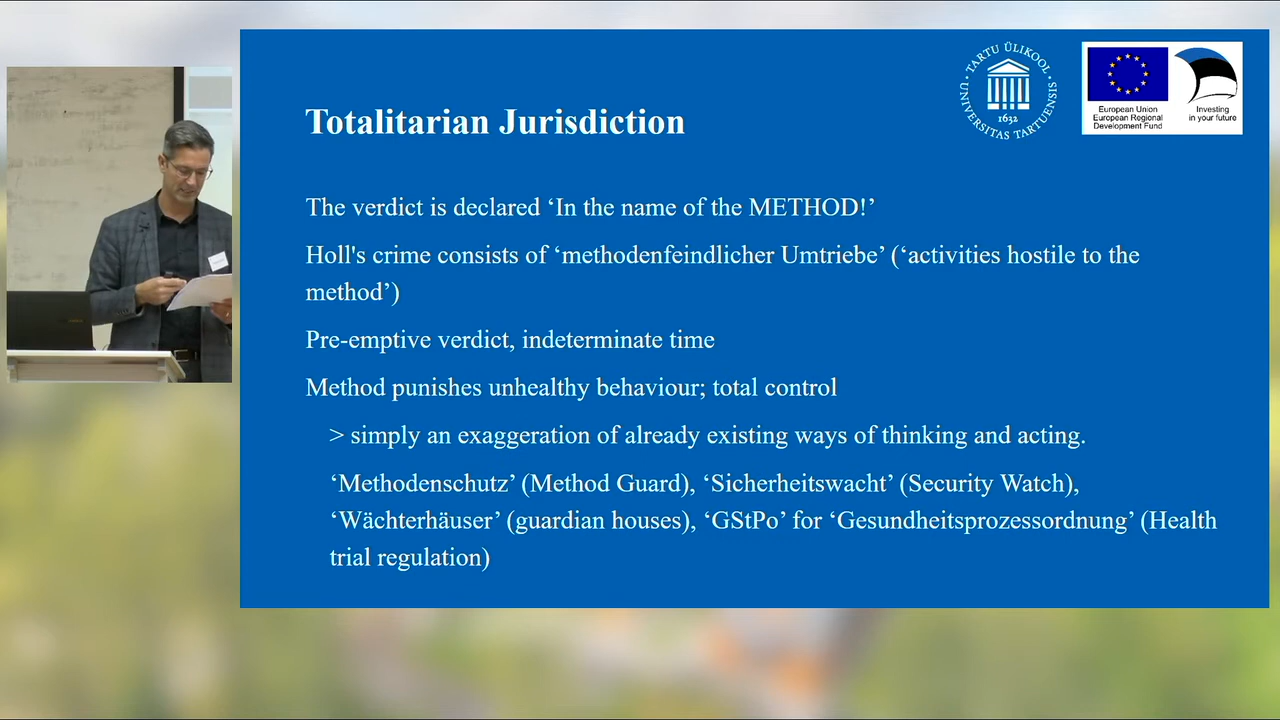 TARTU ÜLIKOOL
UNIVERSITAS TARTUENSIS
1632
European Union
European Regional
Development Fund
Investing
in your future
Totalitarian Jurisdiction
The verdict is declared ‘In the name of the METHOD!’
Holl's crime consists of ‘methodenfeindlicher Umtriebe’ (‘activities hostile to the
method’)
Pre-emptive verdict, indeterminate time
Method punishes unhealthy behaviour; total control
> simply an exaggeration of already existing ways of thinking and acting.
‘Methodenschutz’ (Method Guard), ‘Sicherheitswacht’ (Security Watch),
‘Wächterhäuser’ (guardian houses), ‘GStPo’ for ‘Gesundheitsprozessordnung’ (Health
trial regulation)